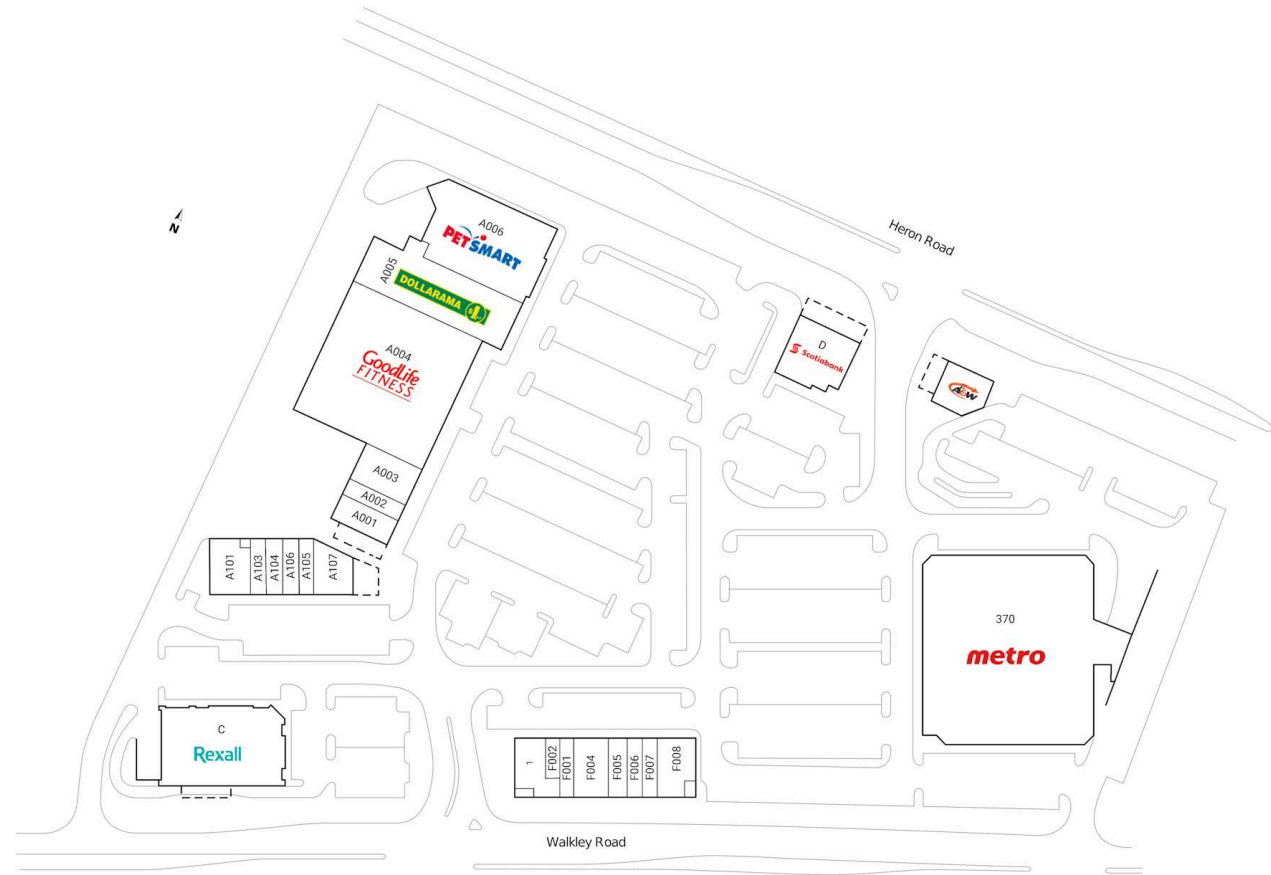 Heron Road
N
A006
PETSMART
A005
DOLLARAMA
A004
GoodLife
FITNESS
D
Scotiabank
A&W
A003
A002
A001
A101
A103
A104
A106
A105
A107
370
metro
C
Rexall
1
F002
F001
F004
F005
F006
F007
F008
Walkley Road